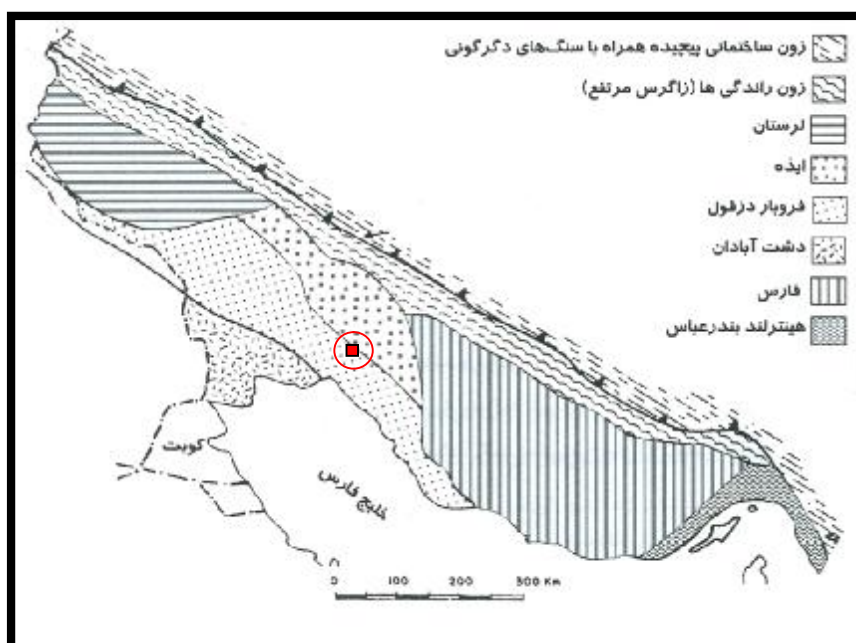 زون ساختمانی پیچیده همراه با سنگ‌های دگرگونی
زون راندگی ها (زاگرس مرتفع)
لرستان
ایذه
فروبار دزفول
دشت آبادان
فارس
هینترلند بندرعباس
کویت
خلیج فارس
0 100 200 300 Km